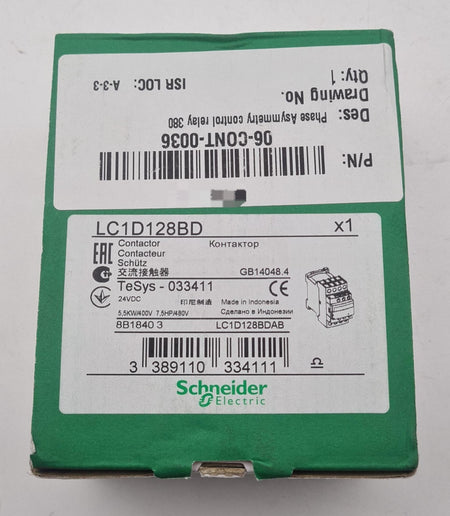 P/N:
06-CONT-0036
Des: Phase Asymmetry control relay 380
Drawing No.
Qty: 1
ISR LOC: A-3-3
LC1D128BD x1
EAC Contactor Контактор
Contacteur
Schütz
交流接触器 GB14048.4
TeSys - 033411
24VDC 印尼制造 Made in Indonesia
5,5KW/400V 7,5HP/480V Сделано в Индонезии
8B1840 3 LC1D128BDAB
3 389110 334111
Schneider
Electric